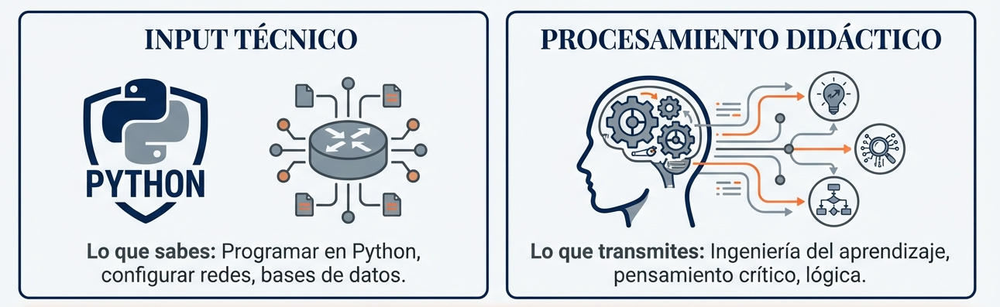 INPUT TÉCNICO
PYTHON
Lo que sabes: Programar en Python,
configurar redes, bases de datos.
PROCESAMIENTO DIDÁCTICO
Lo que transmites: Ingeniería del aprendizaje,
pensamiento crítico, lógica.